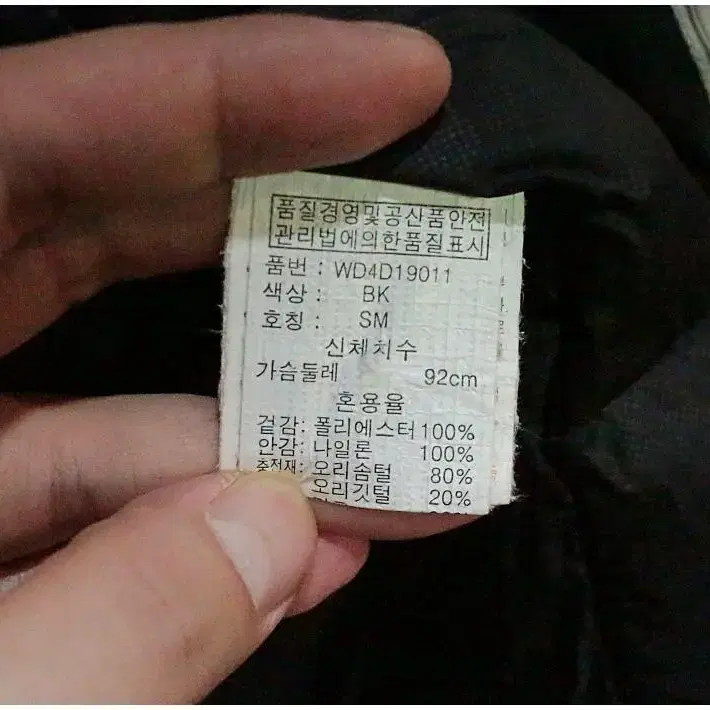 품질경영및공산품안전
관리법에의한품질표시
품번 : WD4D19011
색상 : BK
호칭 : SM
신체치수
가슴둘레 92cm
혼용율
겉감: 폴리에스터 100%
안감: 나일론 100%
충전재: 오리솜털 80%
오리깃털 20%